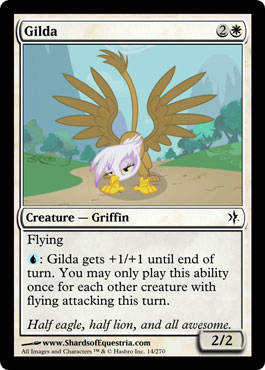 Gilda 2
Creature — Griffin
Flying
: Gilda gets +1/+1 until end of
turn. You may only play this ability
once for each other creature with
flying attacking this turn.
Half eagle, half lion, and all awesome.
www.ShardsofEquestria.com
2/2
All Images and Characters ™ & © Hasbro Inc. 14/270